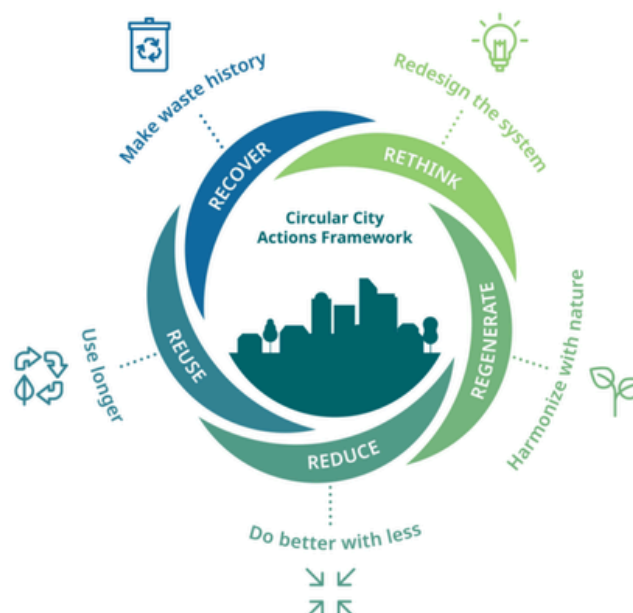 Make waste history
Redesign the system
RECOVER
RETHINK
Circular City
Actions Framework
REUSE
REGENERATE
Use longer
Harmonize with nature
REDUCE
Do better with less